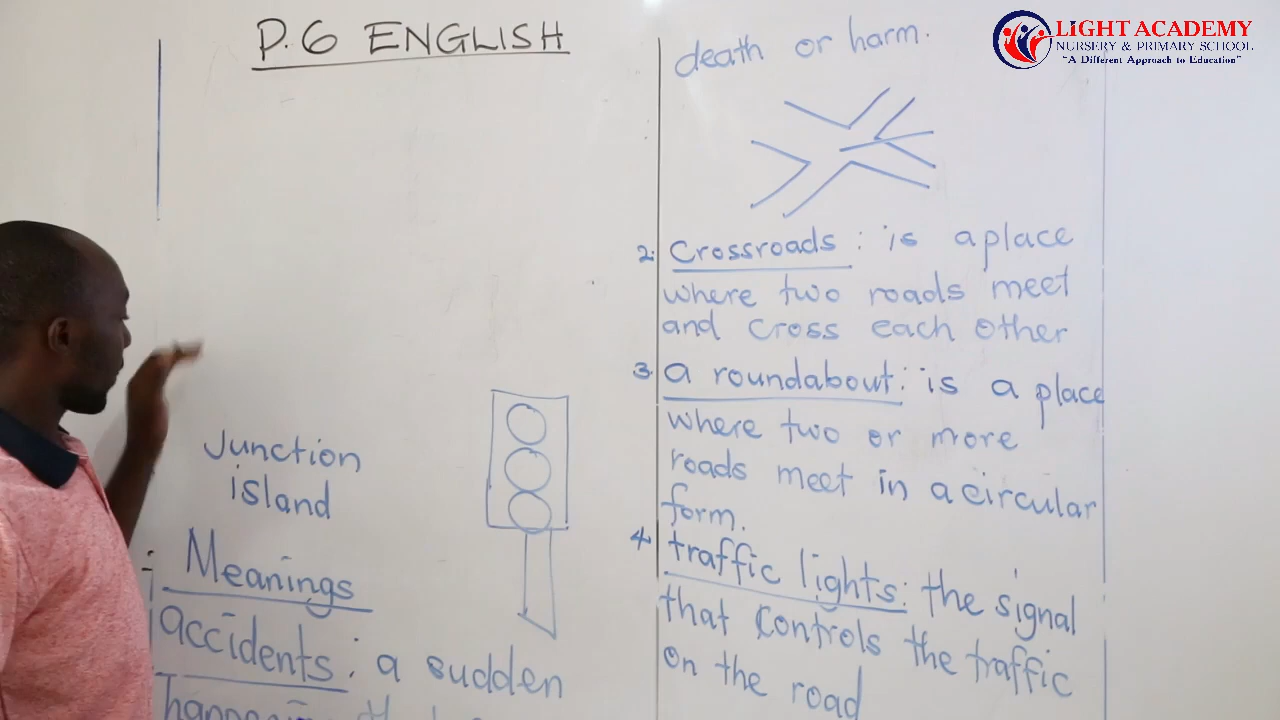 P.6 ENGLISH
Junction
island
Meanings
accidents: a sudden
death or harm.
2. Crossroads: is a place
where two roads meet
and cross each other
3. a roundabout: is a place
where two or more
roads meet in a circular
form.
4. traffic lights: the signal
that controls the traffic
on the road
LIGHT ACADEMY
NURSERY & PRIMARY SCHOOL
"A Different Approach to Education"